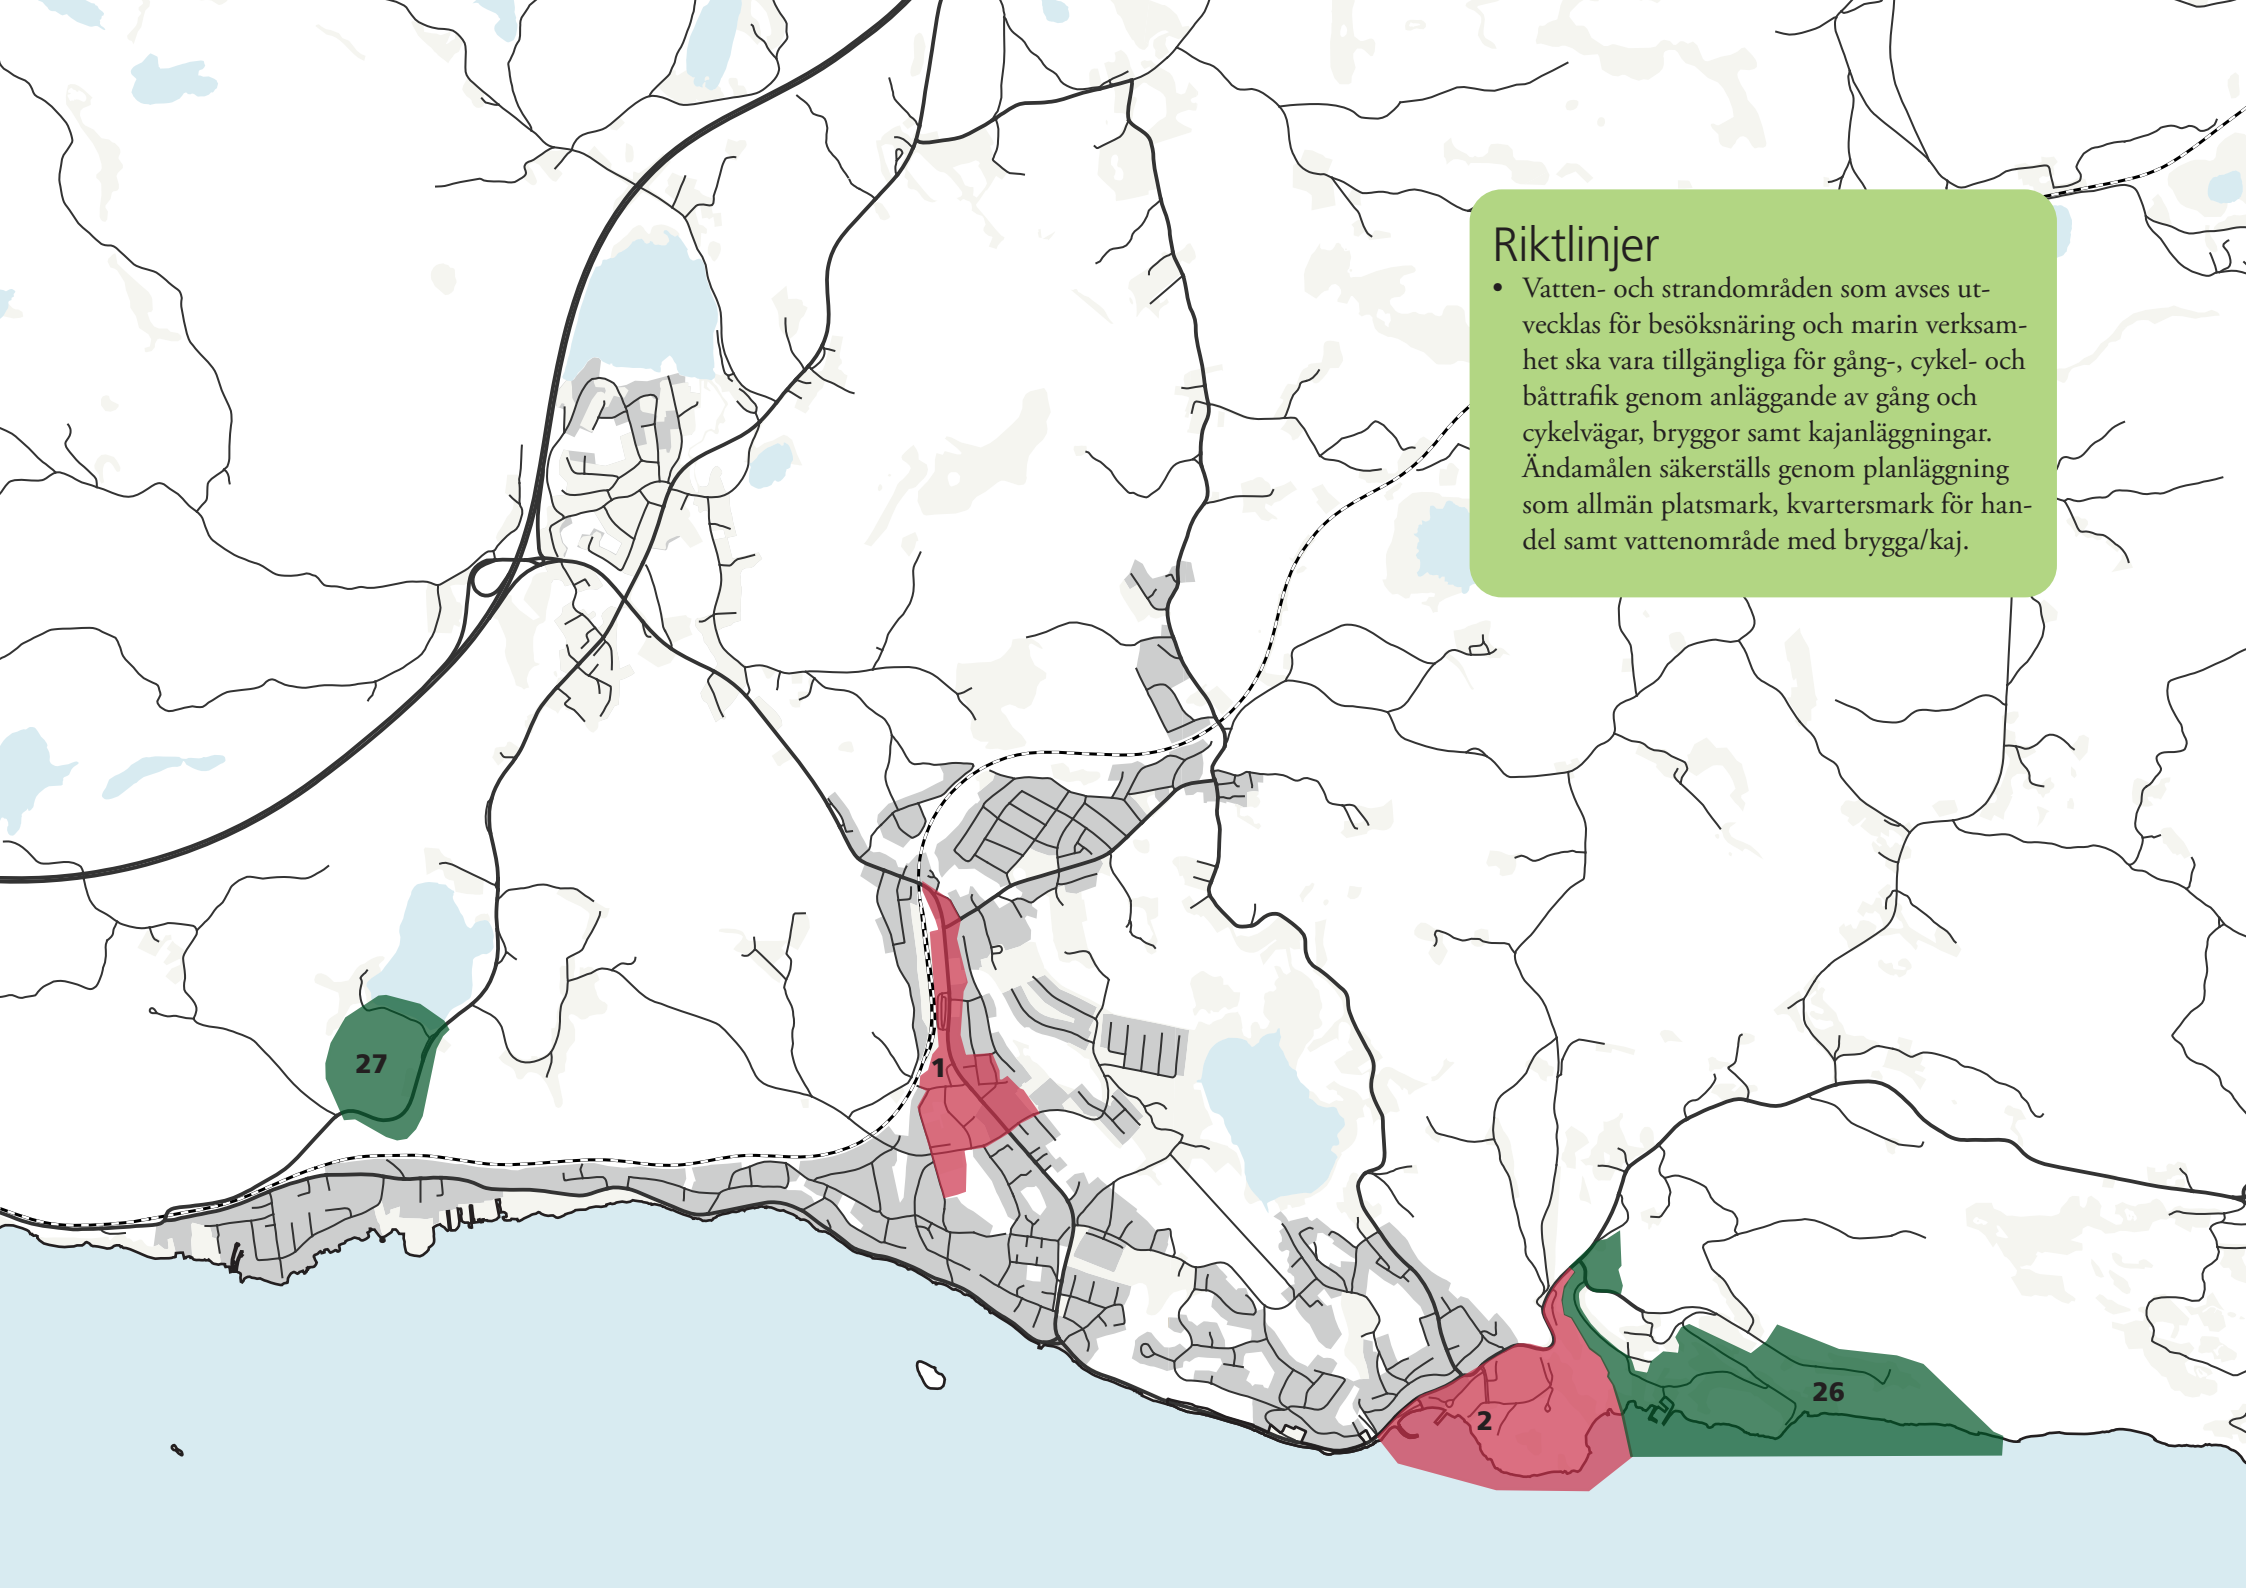 Riktlinjer
• Vatten- och strandområden som avses ut-
vecklas för besöksnäring och marin verksam-
het ska vara tillgängliga för gång-, cykel- och
båttrafik genom anläggande av gång och
cykelvägar, bryggor samt kajanläggningar.
Ändamålen säkerställs genom planläggning
som allmän platsmark, kvartersmark för han-
del samt vattenområde med brygga/kaj.
27
1
26
2